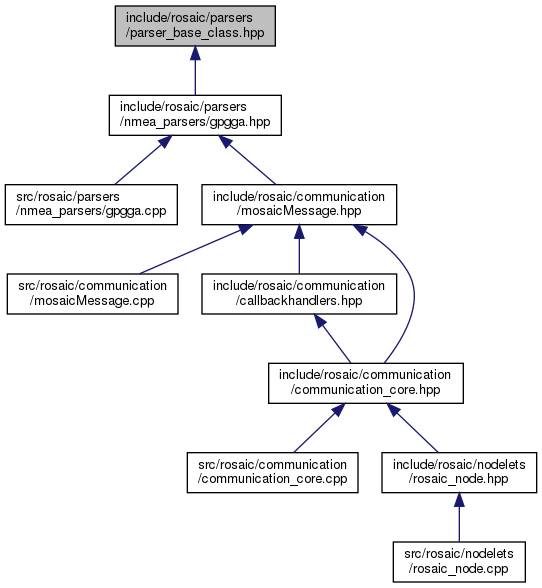 include/rosaic/parsers
/parser_base_class.hpp
include/rosaic/parsers
/nmea_parsers/gpgga.hpp
src/rosaic/parsers
/nmea_parsers/gpgga.cpp
include/rosaic/communication
/mosaicMessage.hpp
src/rosaic/communication
/mosaicMessage.cpp
include/rosaic/communication
/callbackhandlers.hpp
include/rosaic/communication
/communication_core.hpp
src/rosaic/communication
/communication_core.cpp
include/rosaic/nodelets
/rosaic_node.hpp
src/rosaic/nodelets
/rosaic_node.cpp